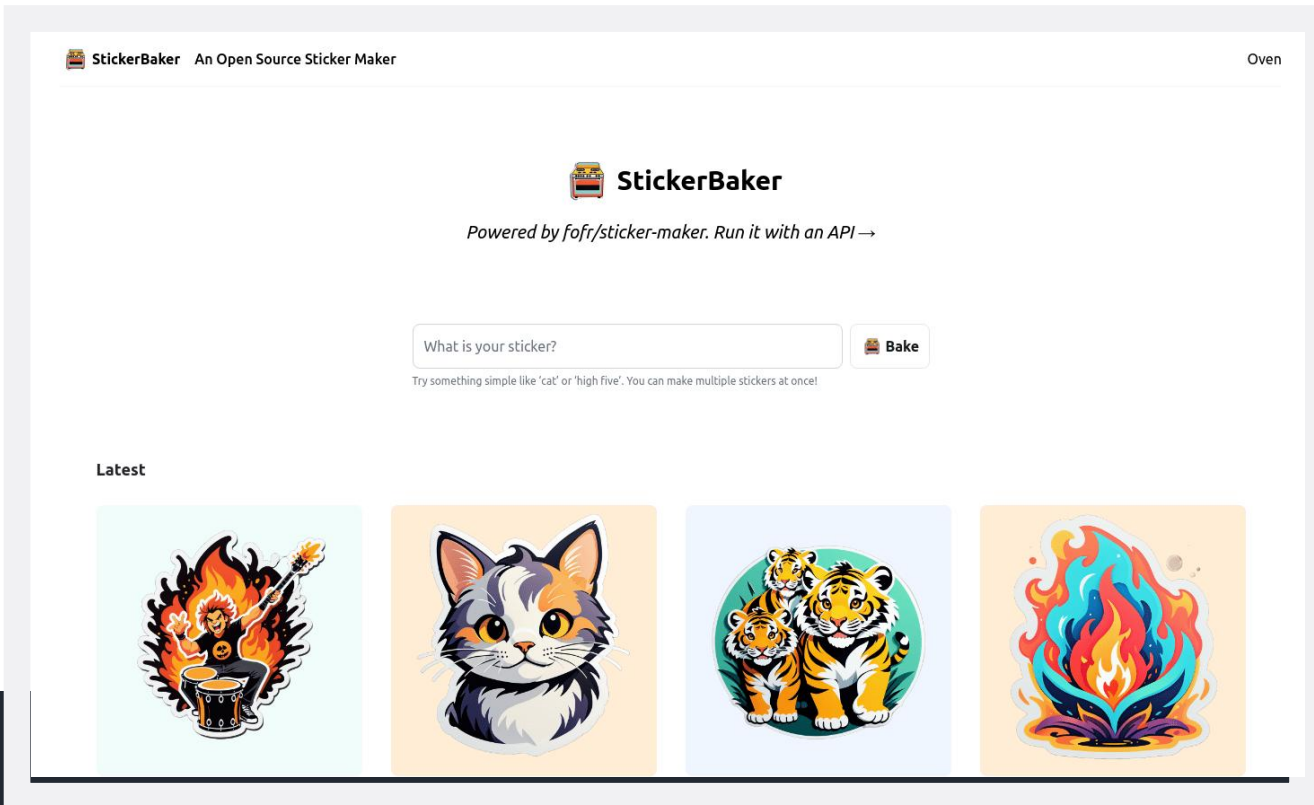 StickerBaker An Open Source Sticker Maker Oven
StickerBaker
Powered by fofr/sticker-maker. Run it with an API →
What is your sticker? Bake
Try something simple like ‘cat’ or ‘high five’. You can make multiple stickers at once!
Latest